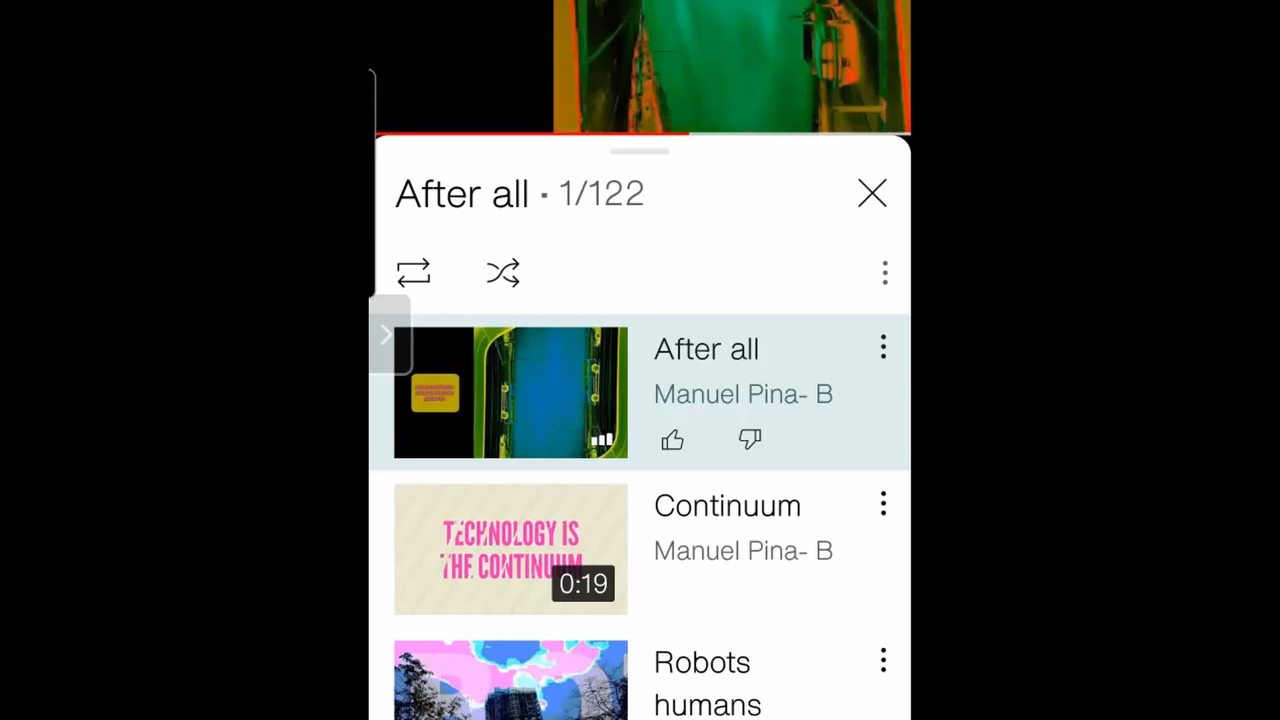 After all · 1/122
After all
Manuel Pina- B
TECHNOLOGY IS
THE CONTINUUM
0:19
Continuum
Manuel Pina- B
Robots
humans